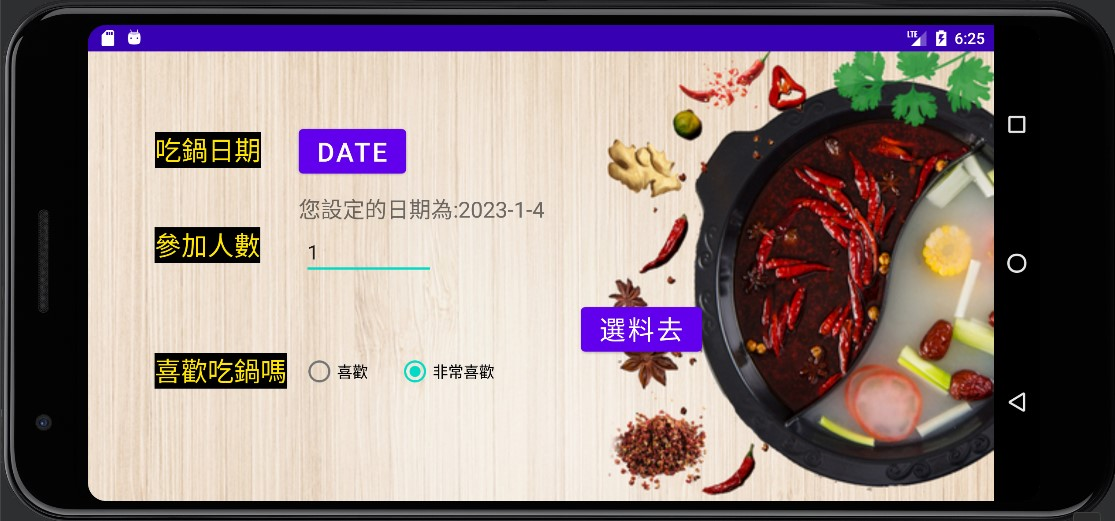 LTE 6:25
吃鍋日期 DATE
您設定的日期為:2023-1-4
參加人數 1
選料去
喜歡吃鍋嗎 喜歡 非常喜歡